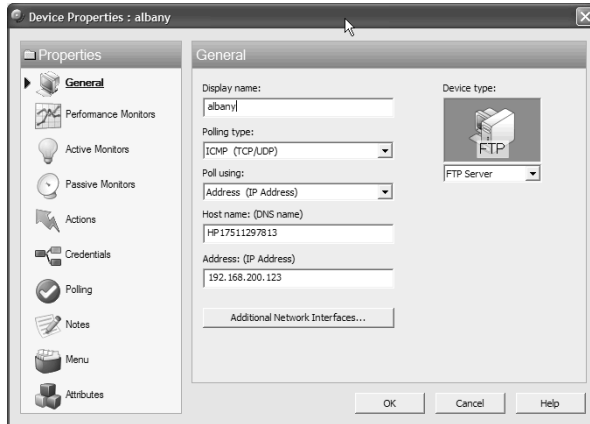 Device Properties : albany
Properties
General
Performance Monitors
Active Monitors
Passive Monitors
Actions
Credentials
Polling
Notes
Menu
Attributes
General
Display name:
albany
Polling type:
ICMP (TCP/UDP)
Poll using:
Address (IP Address)
Host name: (DNS name)
HP17511297813
Address: (IP Address)
192.168.200.123
Additional Network Interfaces...
Device type:
FTP
FTP Server
OK
Cancel
Help